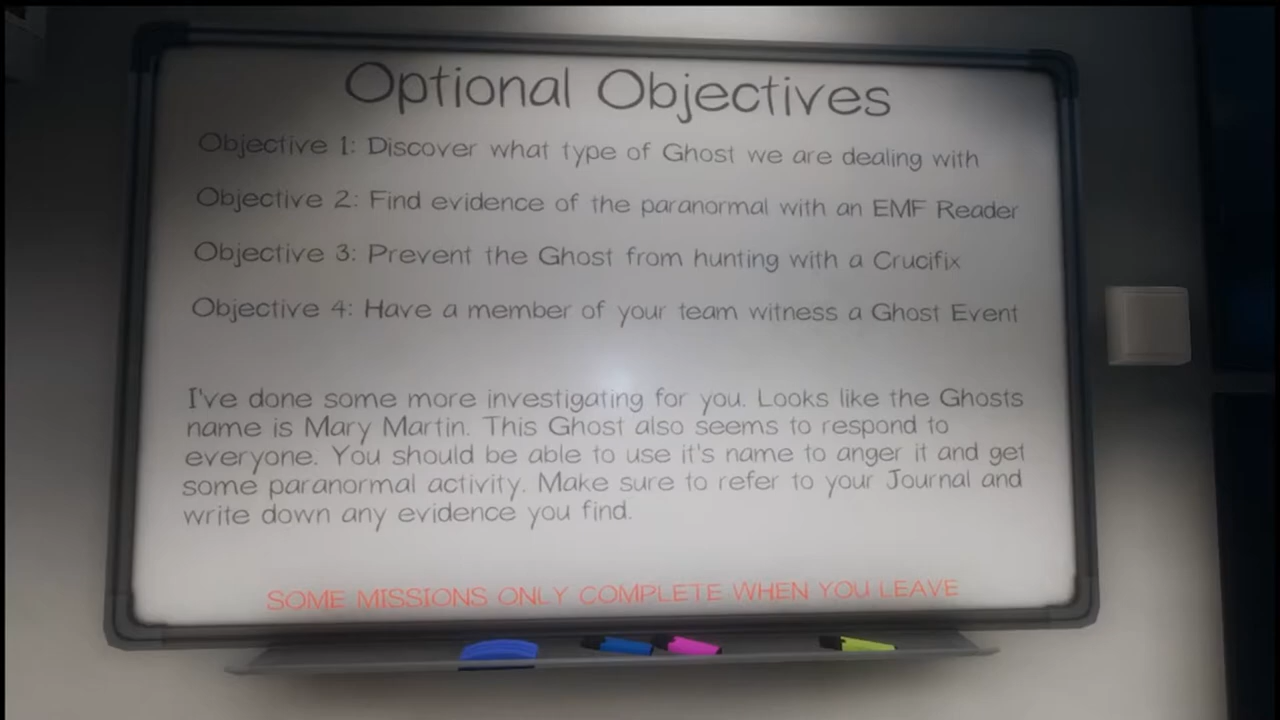 Optional Objectives
Objective 1: Discover what type of Ghost we are dealing with
Objective 2: Find evidence of the paranormal with an EMF Reader
Objective 3: Prevent the Ghost from hunting with a Crucifix
Objective 4: Have a member of your team witness a Ghost Event
I've done some more investigating for you. Looks like the Ghosts
name is Mary Martin. This Ghost also seems to respond to
everyone. You should be able to use it's name to anger it and get
some paranormal activity. Make sure to refer to your Journal and
write down any evidence you find.
SOME MISSIONS ONLY COMPLETE WHEN YOU LEAVE